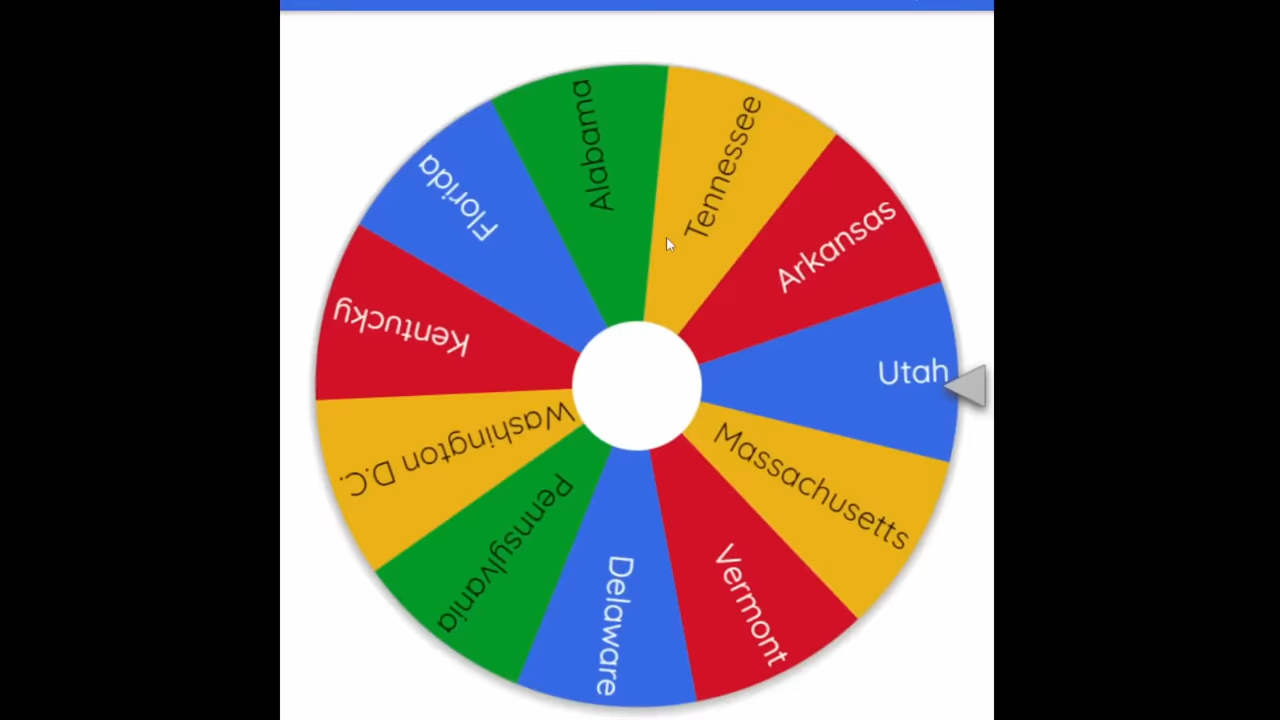 Alabama
Tennessee
Arkansas
Utah
Massachusetts
Vermont
Delaware
Pennsylvania
Washington D.C.
Kentucky
Florida